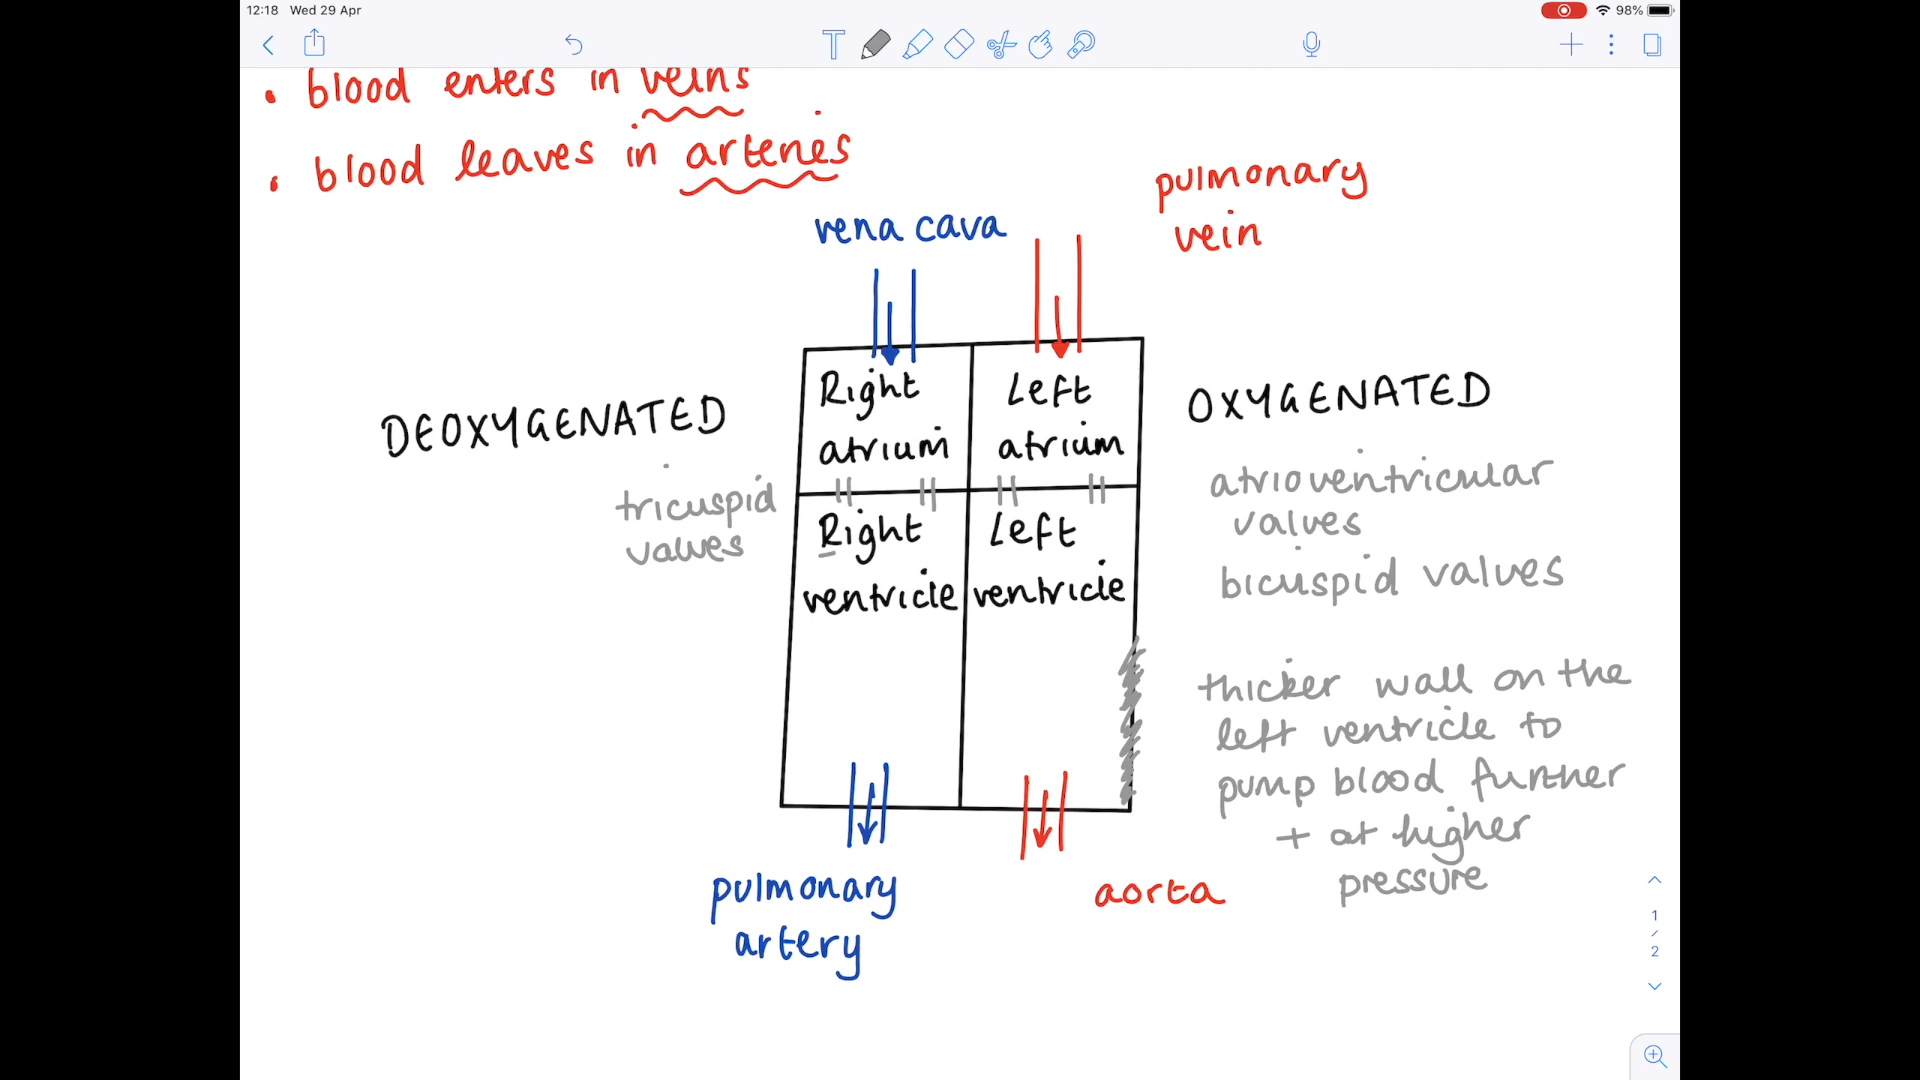 12:18 Wed 29 Apr
98%
• blood enters in veins
• blood leaves in arteries
vena cava
pulmonary
vein
DEOXYGENATED
Right
atrium
Left
atrium
OXYGENATED
tricuspid
valves
atrioventricular
valves
bicuspid valves
Right
ventricle
Left
ventricle
thicker wall on the
left ventricle to
pump blood further
+ at higher
pressure
pulmonary
artery
aorta
1
/
2